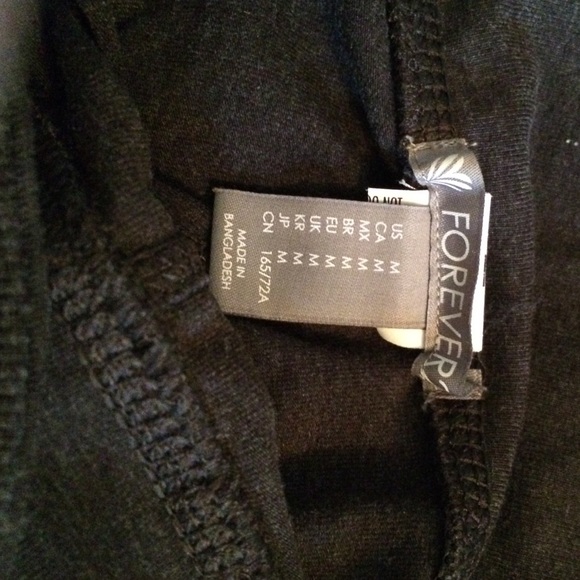 FOREVER
US M
CA M
MX M
BR M
EU M
UK M
KR M
JP M
CN 165/72A
MADE IN
BANGLADESH
DO NOT